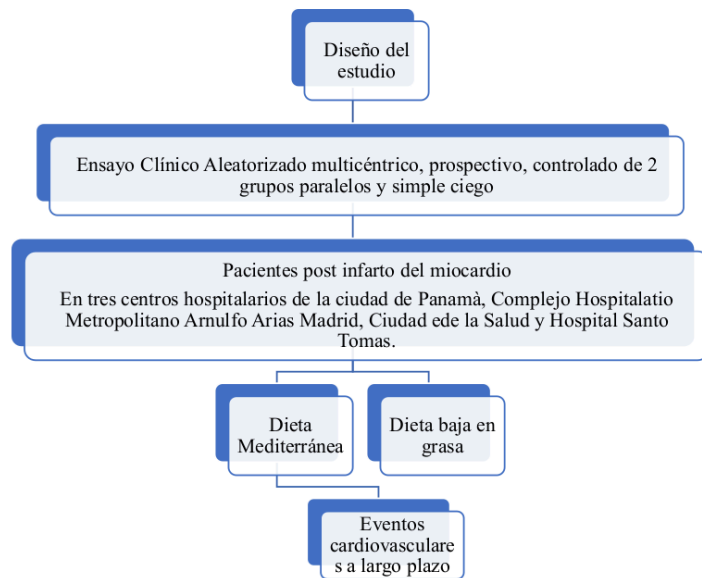 Diseño del
estudio
Ensayo Clínico Aleatorizado multicéntrico, prospectivo, controlado de 2
grupos paralelos y simple ciego
Pacientes post infarto del miocardio
En tres centros hospitalarios de la ciudad de Panamà, Complejo Hospitalatio
Metropolitano Arnulfo Arias Madrid, Ciudad ede la Salud y Hospital Santo
Tomas.
Dieta
Mediterránea
Dieta baja en
grasa
Eventos
cardiovasculare
s a largo plazo